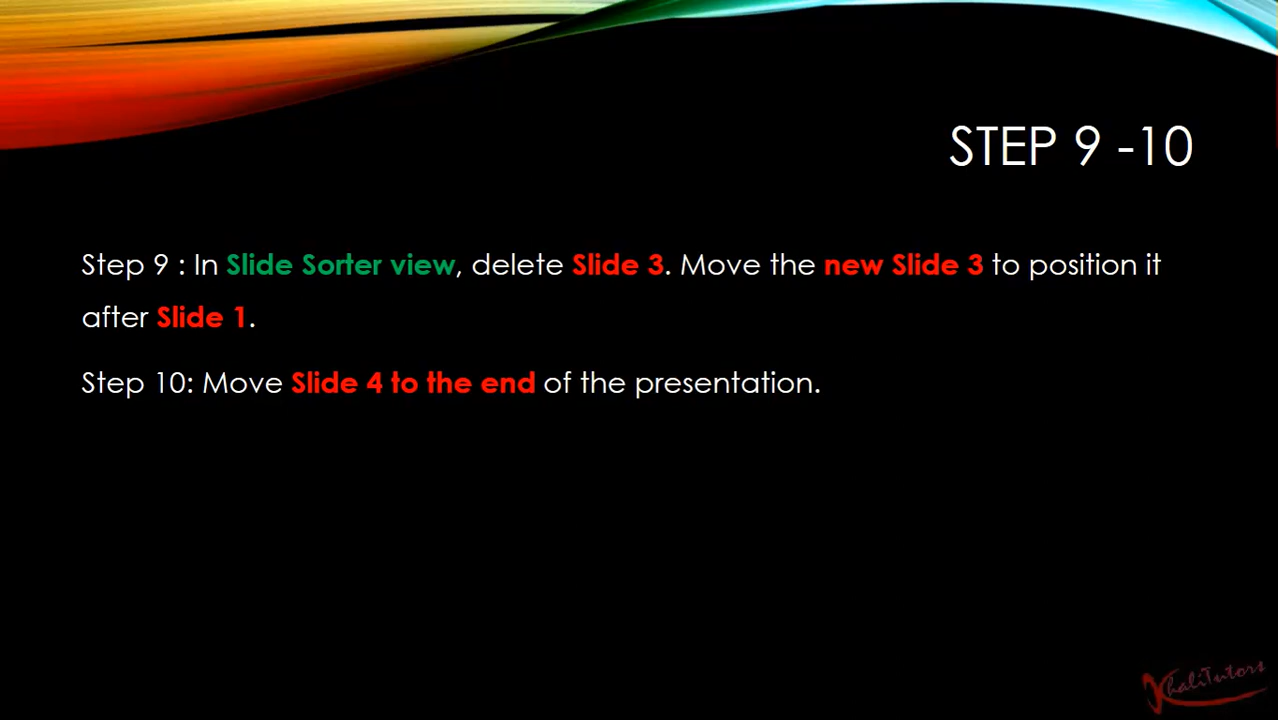 STEP 9 -10
Step 9 : In Slide Sorter view, delete Slide 3. Move the new Slide 3 to position it
after Slide 1.
Step 10: Move Slide 4 to the end of the presentation.
KhaliTutors